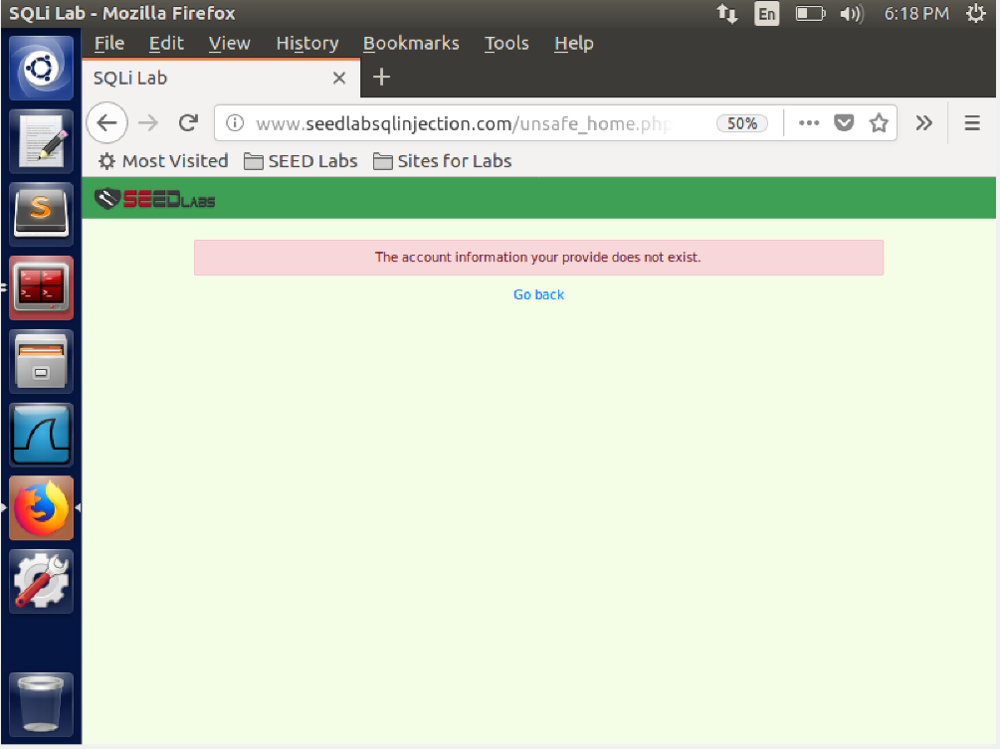 SQLi Lab - Mozilla Firefox En 6:18 PM
File Edit View History Bookmarks Tools Help
SQLi Lab
www.seedlabsqlinjection.com/unsafe_home.php 50%
Most Visited SEED Labs Sites for Labs
SEEDLABS
The account information your provide does not exist.
Go back